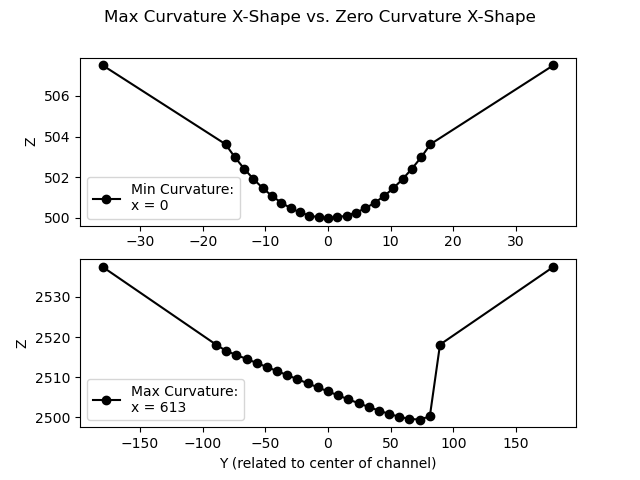 Max Curvature X-Shape vs. Zero Curvature X-Shape
506
504
502
500
Z
Min Curvature:
x = 0
−30 −20 −10 0 10 20 30
2530
2520
2510
2500
Z
Max Curvature:
x = 613
−150 −100 −50 0 50 100 150
Y (related to center of channel)